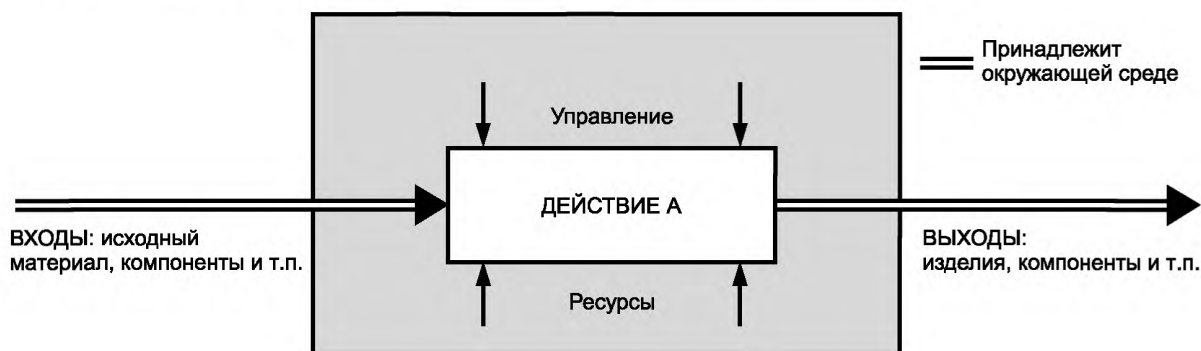 Принадлежит
окружающей среде
Управление
ДЕЙСТВИЕ А
ВХОДЫ: исходный
материал, компоненты и т.п.
ВЫХОДЫ:
изделия, компоненты и т.п.
Ресурсы